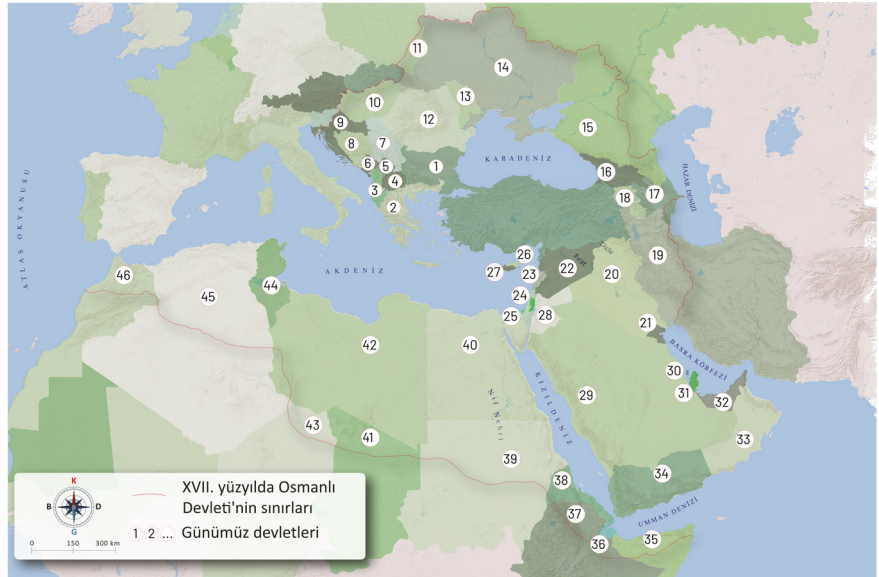 11
14
13
10
12
9
15
8
7
6
5
1
4
3
2
KARADENİZ
16
18
17
HAZAR DENİZİ
ATLAS OKYANUSU
19
AKDENİZ
26
27
23
22
Fırat
Dicle
20
46
45
44
24
25
28
21
42
40
BASRA KÖRFEZİ
30
31
32
29
KIZILDENİZ
Nil Nehri
43
41
39
33
34
38
37
UMMAN DENİZİ
36
35
K
B D
G
0 150 300 km
XVII. yüzyılda Osmanlı
Devleti'nin sınırları
1 2 ... Günümüz devletleri